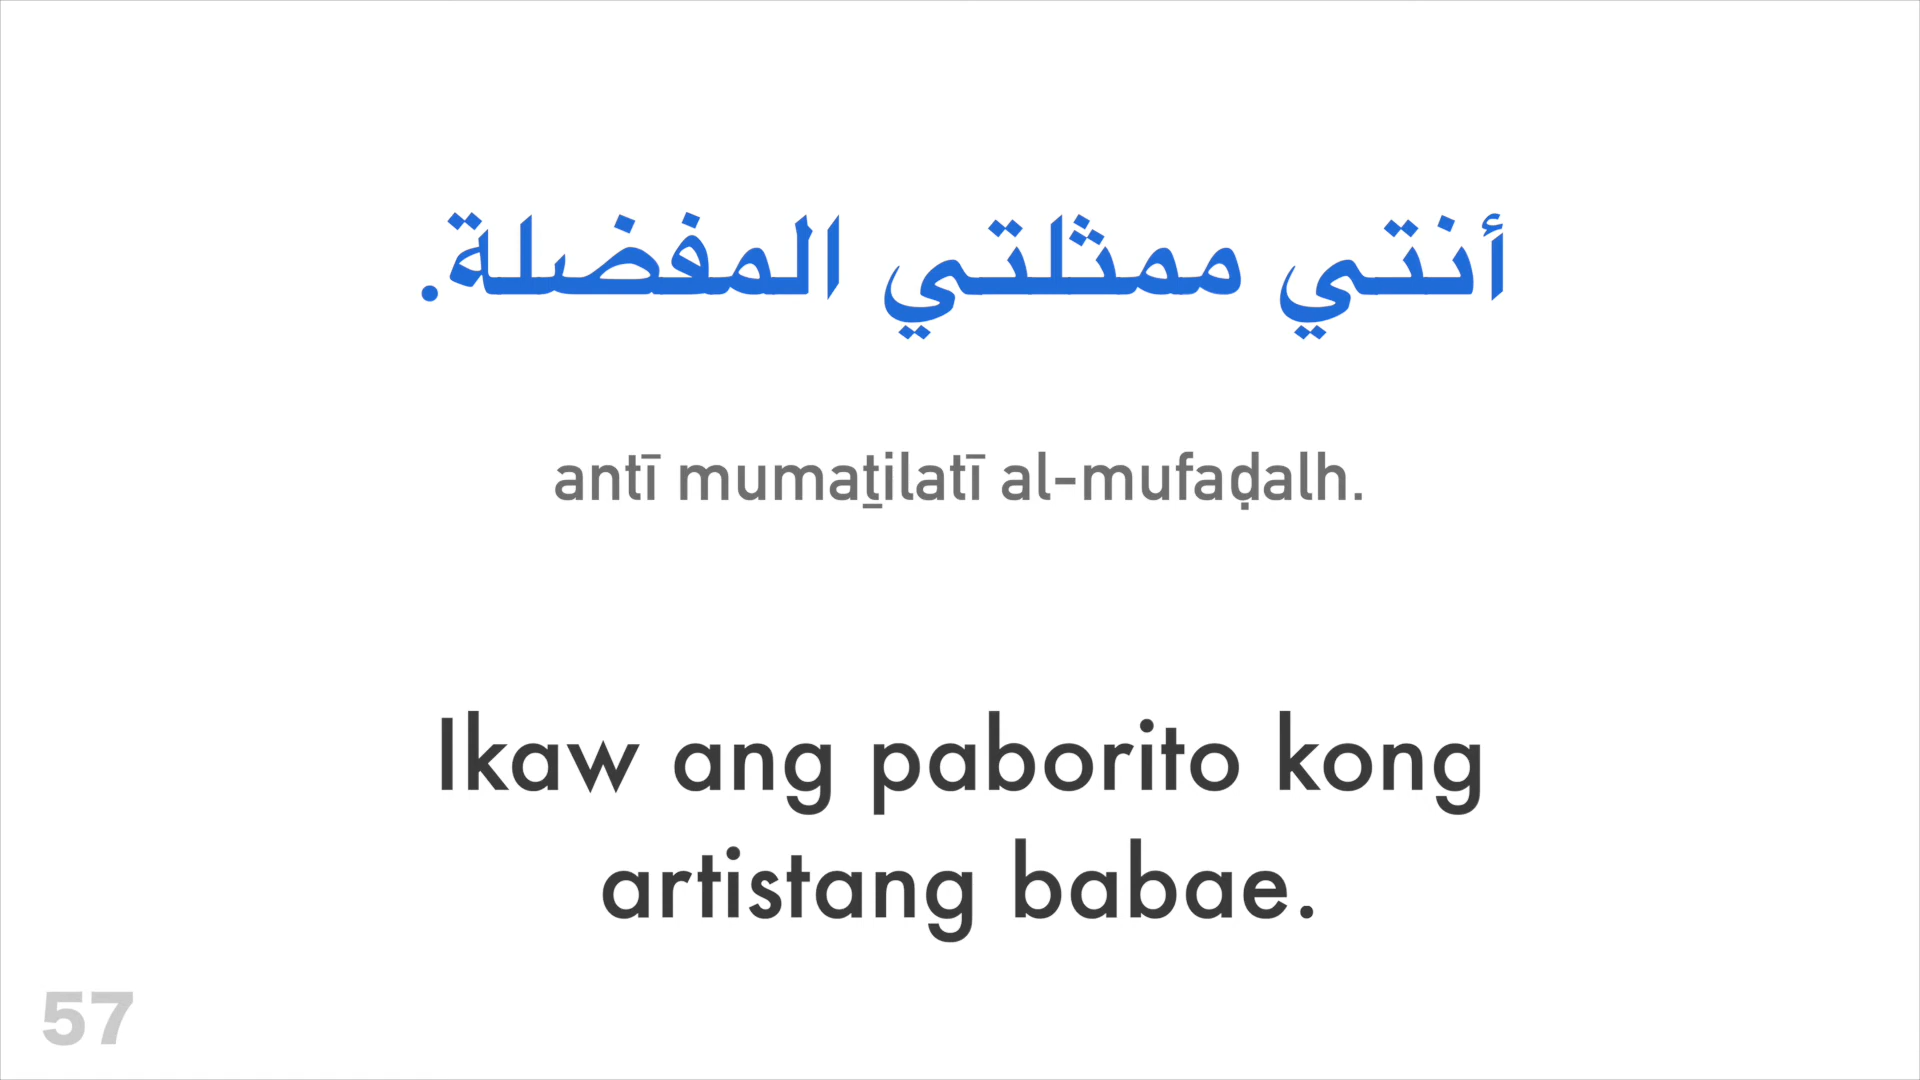 أنتي ممثلتي المفضلة.
antī mumaṯilatī al-mufaḍalh.
Ikaw ang paborito kong
artistang babae.
57